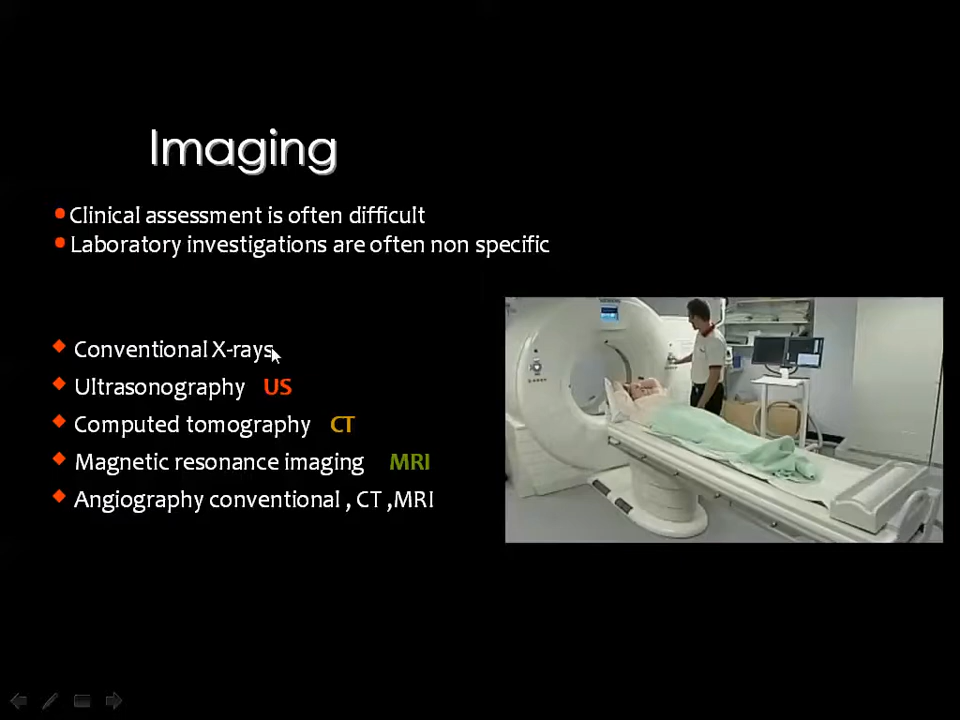 Imaging
Clinical assessment is often difficult
Laboratory investigations are often non specific
Conventional X-rays
Ultrasonography US
Computed tomography CT
Magnetic resonance imaging MRI
Angiography conventional , CT ,MRI